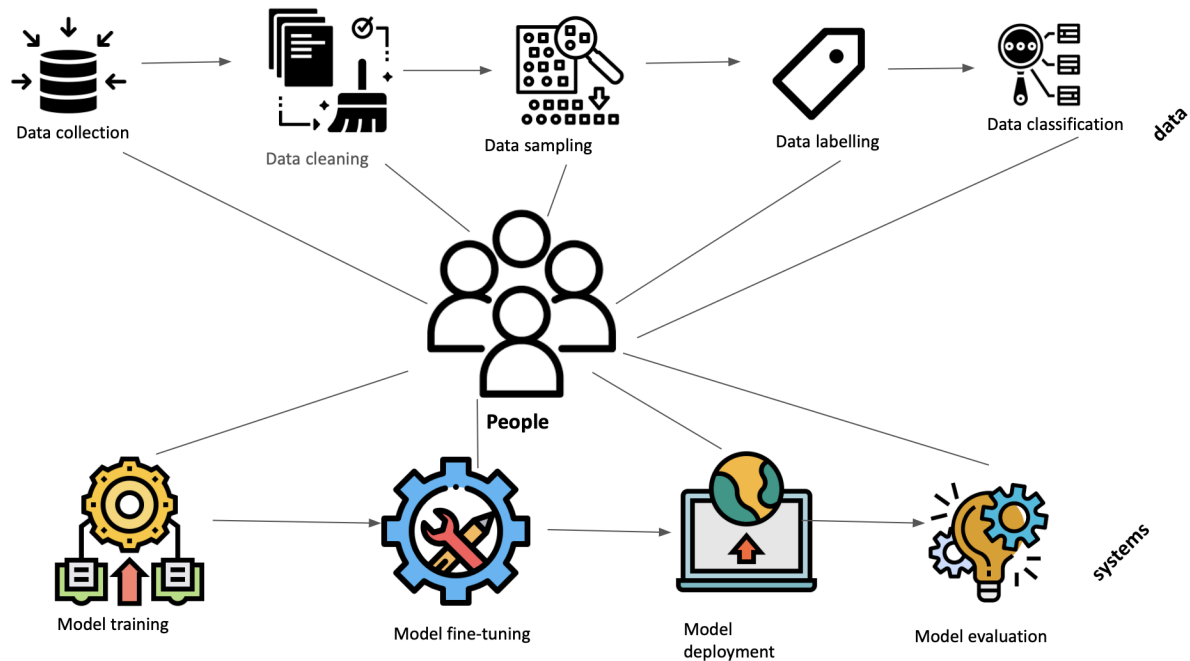 Data collection
Data cleaning
Data sampling
Data labelling
Data classification
data
People
Model training
Model fine-tuning
Model
deployment
Model evaluation
systems